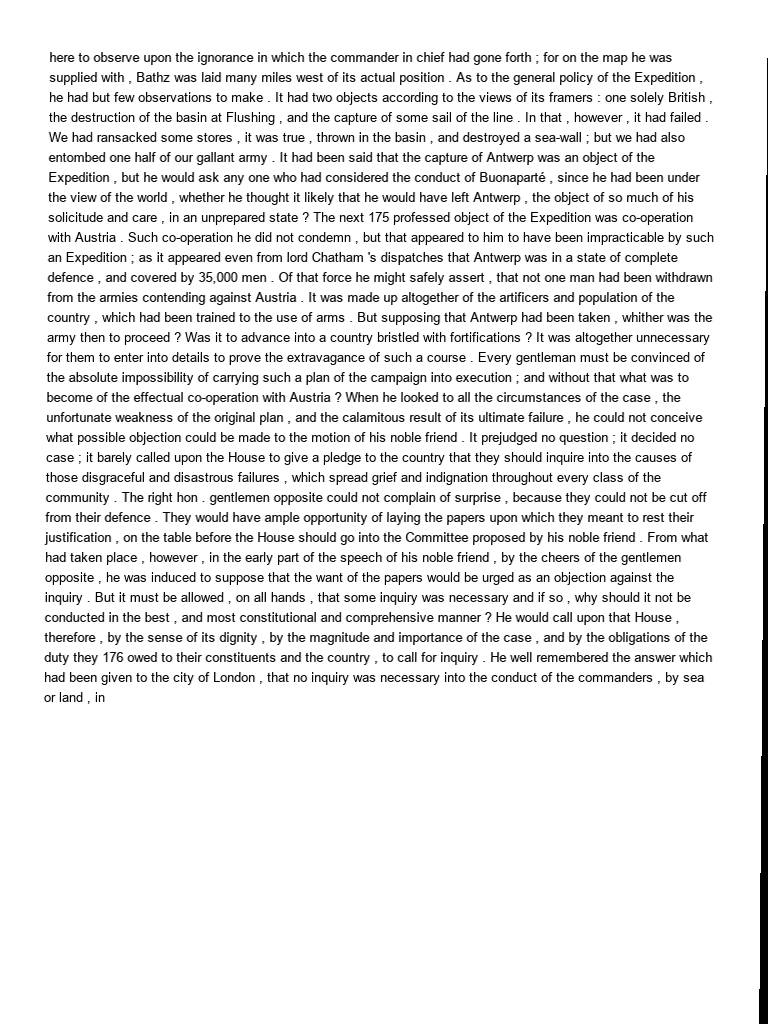 here to observe upon the ignorance in which the commander in chief had gone forth ; for on the map he was
supplied with , Bathz was laid many miles west of its actual position . As to the general policy of the Expedition ,
he had but few observations to make . It had two objects according to the views of its framers : one solely British ,
the destruction of the basin at Flushing , and the capture of some sail of the line . In that , however , it had failed .
We had ransacked some stores , it was true , thrown in the basin , and destroyed a sea-wall ; but we had also
entombed one half of our gallant army . It had been said that the capture of Antwerp was an object of the
Expedition , but he would ask any one who had considered the conduct of Buonaparté , since he had been under
the view of the world , whether he thought it likely that he would have left Antwerp , the object of so much of his
solicitude and care , in an unprepared state ? The next 175 professed object of the Expedition was co-operation
with Austria . Such co-operation he did not condemn , but that appeared to him to have been impracticable by such
an Expedition ; as it appeared even from lord Chatham 's dispatches that Antwerp was in a state of complete
defence , and covered by 35,000 men . Of that force he might safely assert , that not one man had been withdrawn
from the armies contending against Austria . It was made up altogether of the artificers and population of the
country , which had been trained to the use of arms . But supposing that Antwerp had been taken , whither was the
army then to proceed ? Was it to advance into a country bristled with fortifications ? It was altogether unnecessary
for them to enter into details to prove the extravagance of such a course . Every gentleman must be convinced of
the absolute impossibility of carrying such a plan of the campaign into execution ; and without that what was to
become of the effectual co-operation with Austria ? When he looked to all the circumstances of the case , the
unfortunate weakness of the original plan , and the calamitous result of its ultimate failure , he could not conceive
what possible objection could be made to the motion of his noble friend . It prejudged no question ; it decided no
case ; it barely called upon the House to give a pledge to the country that they should inquire into the causes of
those disgraceful and disastrous failures , which spread grief and indignation throughout every class of the
community . The right hon . gentlemen opposite could not complain of surprise , because they could not be cut off
from their defence . They would have ample opportunity of laying the papers upon which they meant to rest their
justification , on the table before the House should go into the Committee proposed by his noble friend . From what
had taken place , however , in the early part of the speech of his noble friend , by the cheers of the gentlemen
opposite , he was induced to suppose that the want of the papers would be urged as an objection against the
inquiry . But it must be allowed , on all hands , that some inquiry was necessary and if so , why should it not be
conducted in the best , and most constitutional and comprehensive manner ? He would call upon that House ,
therefore , by the sense of its dignity , by the magnitude and importance of the case , and by the obligations of the
duty they 176 owed to their constituents and the country , to call for inquiry . He well remembered the answer which
had been given to the city of London , that no inquiry was necessary into the conduct of the commanders , by sea
or land , in